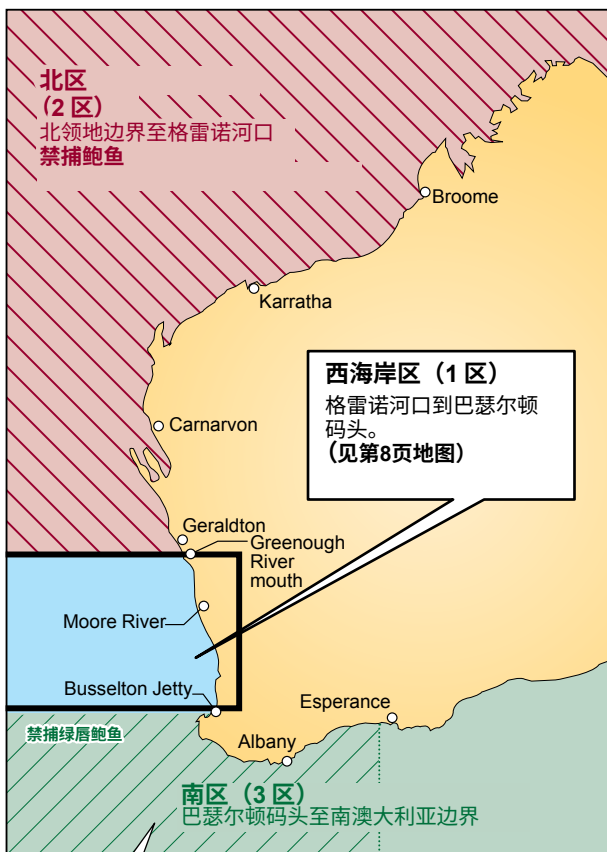 北区
(2 区)
北领地边界至格雷诺河口
禁捕鲍鱼
Broome
Karratha
西海岸区（1 区）
格雷诺河口到巴瑟尔顿
码头。
(见第8页地图)
Carnarvon
Geraldton
Greenough
River
mouth
Moore River
Busselton Jetty
Esperance
禁捕绿唇鲍鱼
Albany
南区（3 区）
巴瑟尔顿码头至南澳大利亚边界